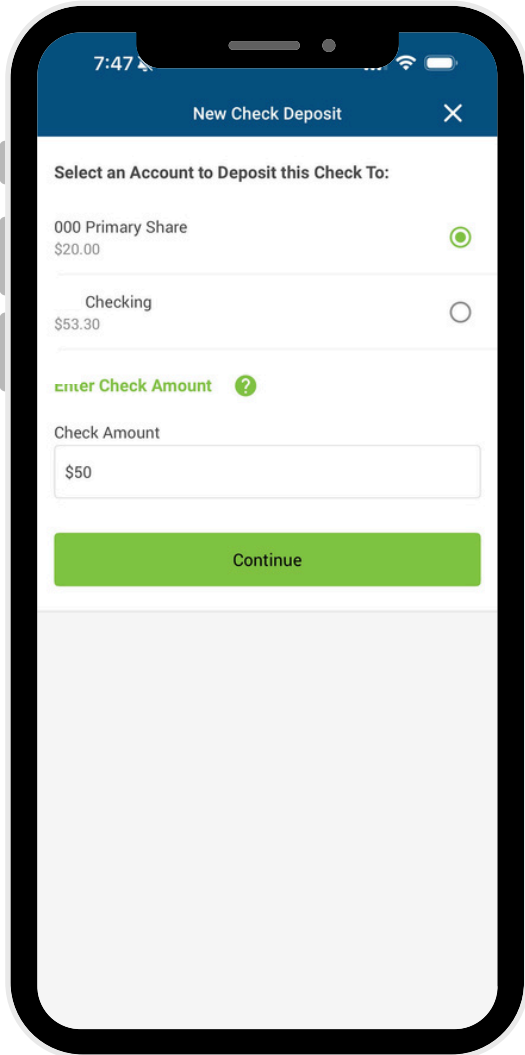 7:47
New Check Deposit
Select an Account to Deposit this Check To:
000 Primary Share
$20.00
Checking
$53.30
Enter Check Amount ?
Check Amount
$50
Continue